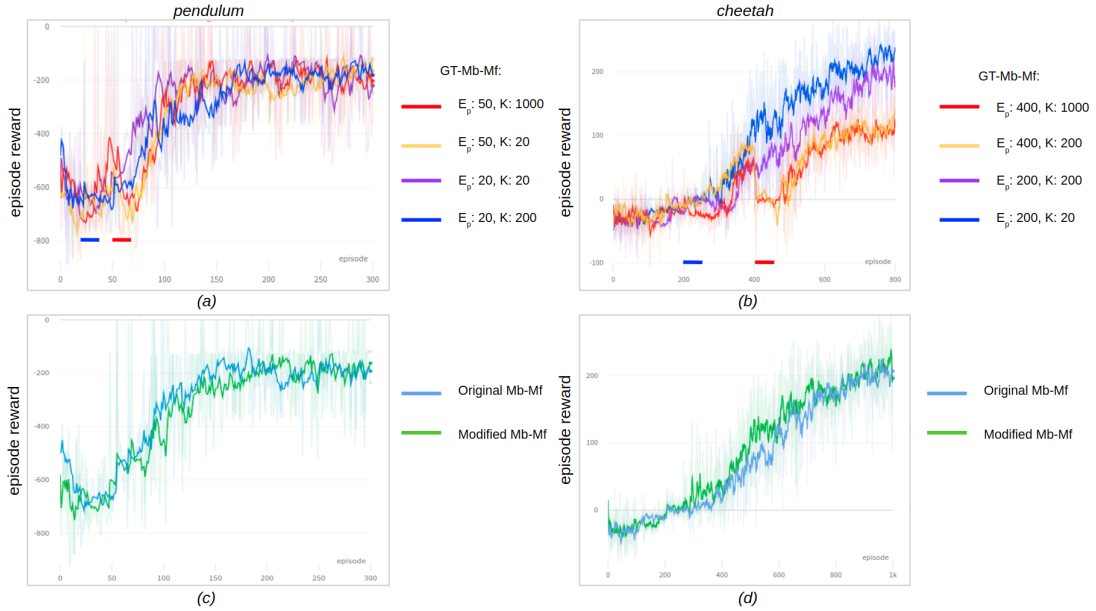 pendulum
episode reward
0
-200
-400
-600
-800
0
50
100
150
200
250
300
episode
(a)
GT-Mb-Mf:
Ep: 50, K: 1000
Ep: 50, K: 20
Ep: 20, K: 20
Ep: 20, K: 200
cheetah
episode reward
200
100
0
-100
0
200
400
600
800
episode
(b)
GT-Mb-Mf:
Ep: 400, K: 1000
Ep: 400, K: 200
Ep: 200, K: 200
Ep: 200, K: 20
episode reward
0
-200
-400
-600
-800
0
50
100
150
200
250
300
episode
(c)
Original Mb-Mf
Modified Mb-Mf
episode reward
200
100
0
0
200
400
600
800
1k
episode
(d)
Original Mb-Mf
Modified Mb-Mf